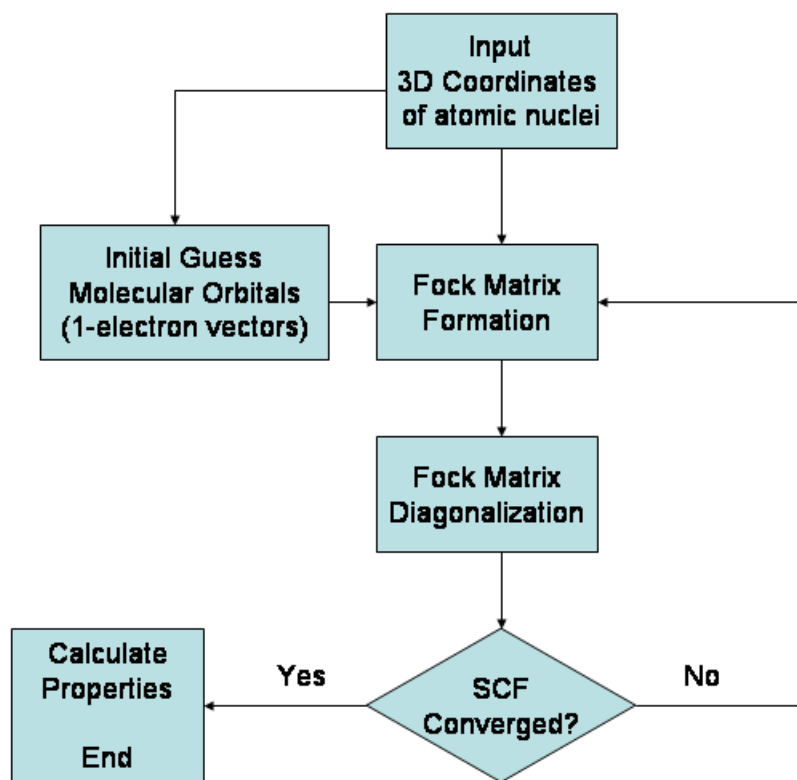 Input
3D Coordinates
of atomic nuclei
Initial Guess
Molecular Orbitals
(1-electron vectors)
Fock Matrix
Formation
Fock Matrix
Diagonalization
SCF
Converged?
Yes
No
Calculate
Properties
End